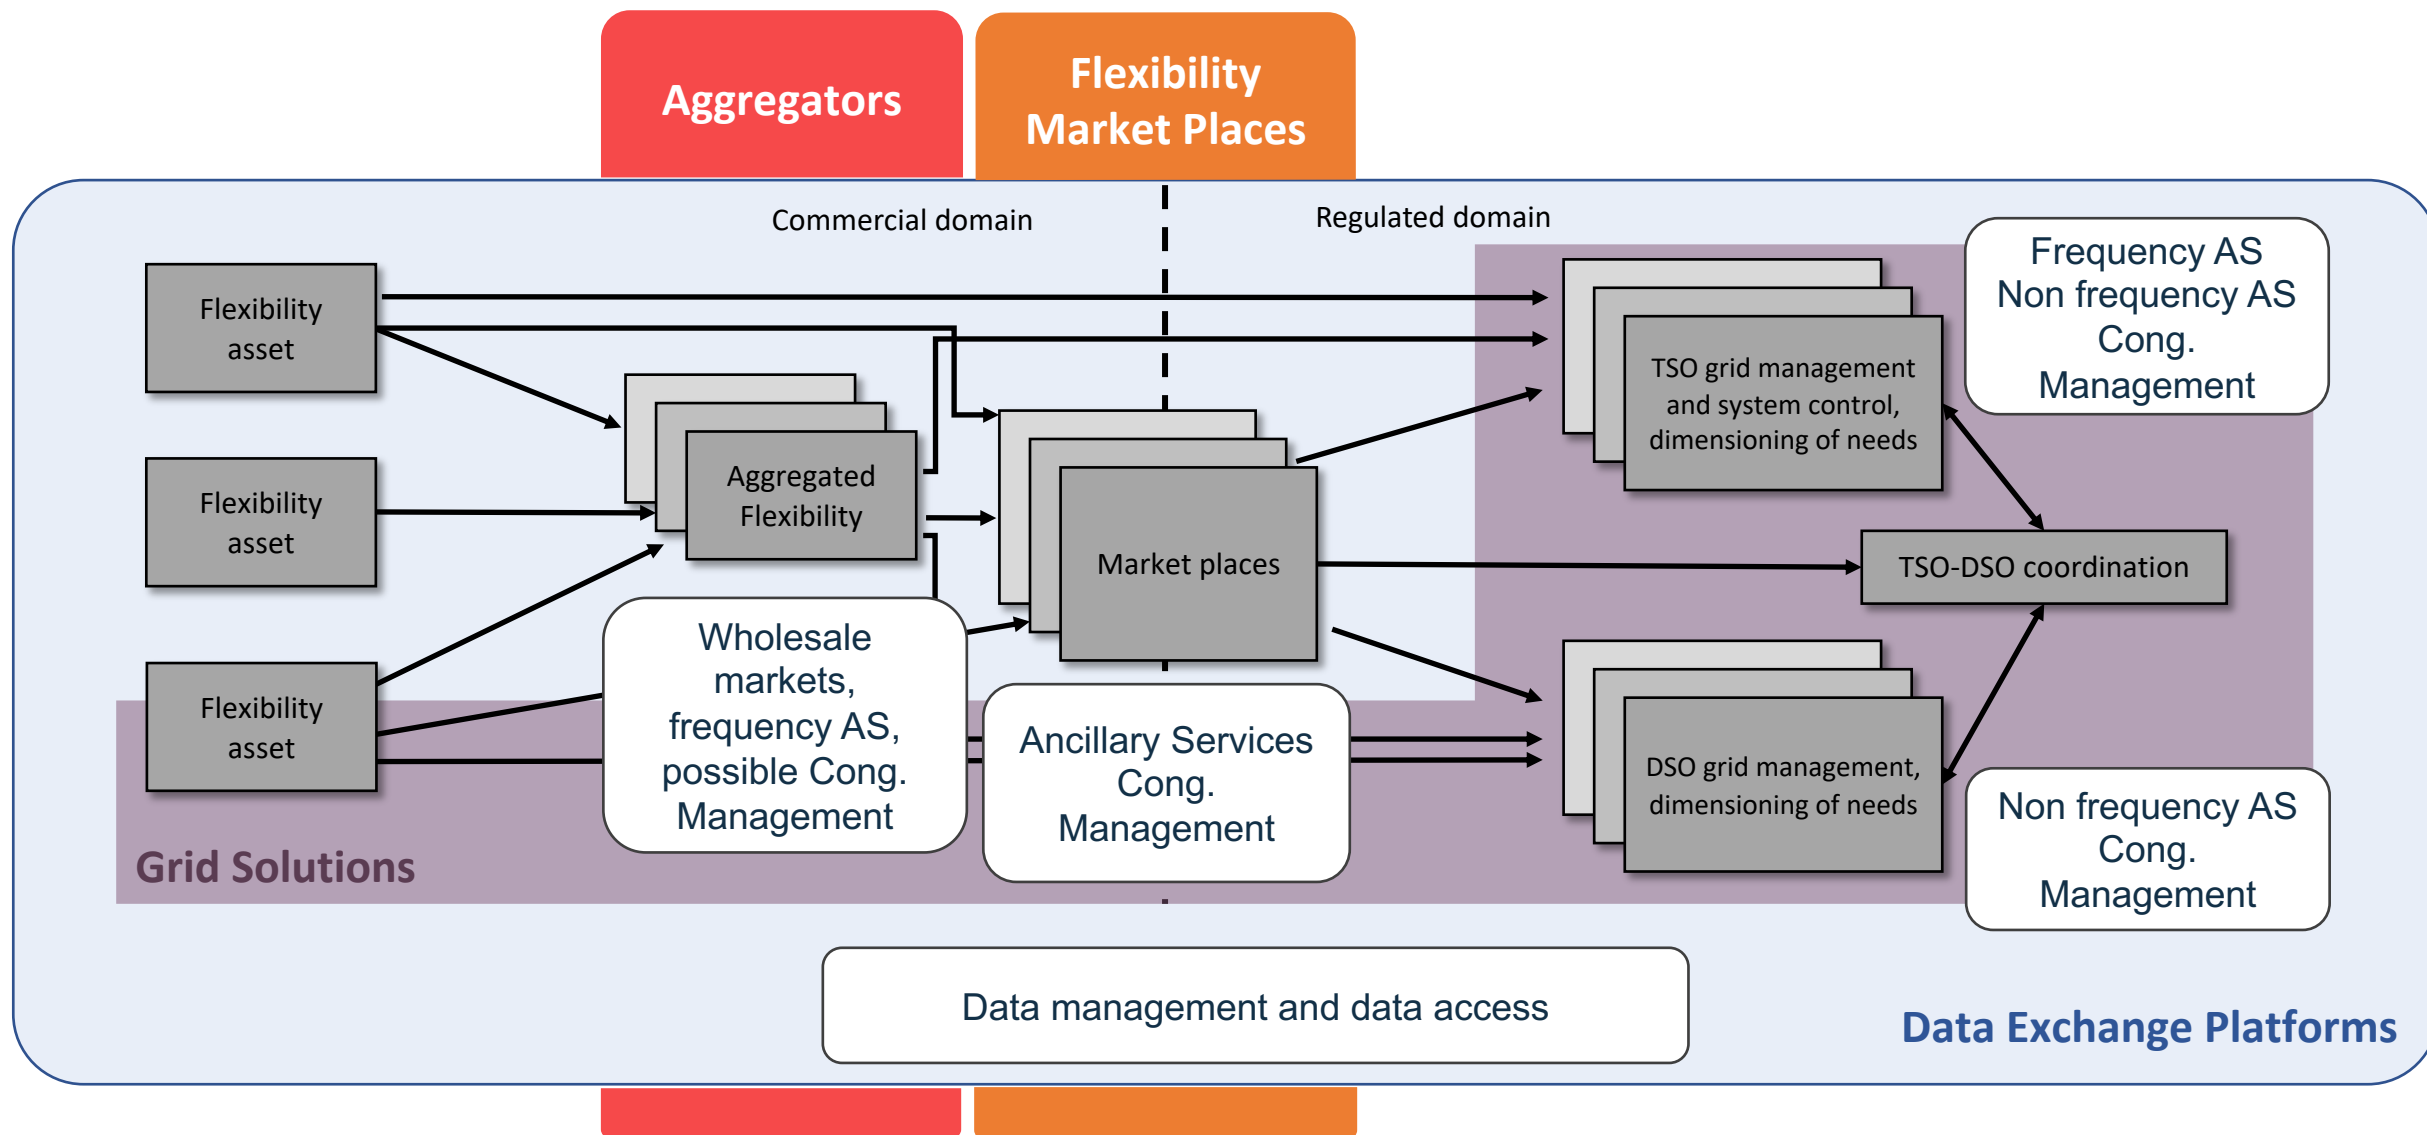 Aggregators
Flexibility
Market Places
Commercial domain
Regulated domain
Flexibility
asset
Flexibility
asset
Flexibility
asset
Aggregated
Flexibility
Market places
TSO grid management
and system control,
dimensioning of needs
Frequency AS
Non frequency AS
Cong.
Management
TSO-DSO coordination
DSO grid management,
dimensioning of needs
Non frequency AS
Cong.
Management
Wholesale
markets,
frequency AS,
possible Cong.
Management
Ancillary Services
Cong.
Management
Grid Solutions
Data management and data access
Data Exchange Platforms